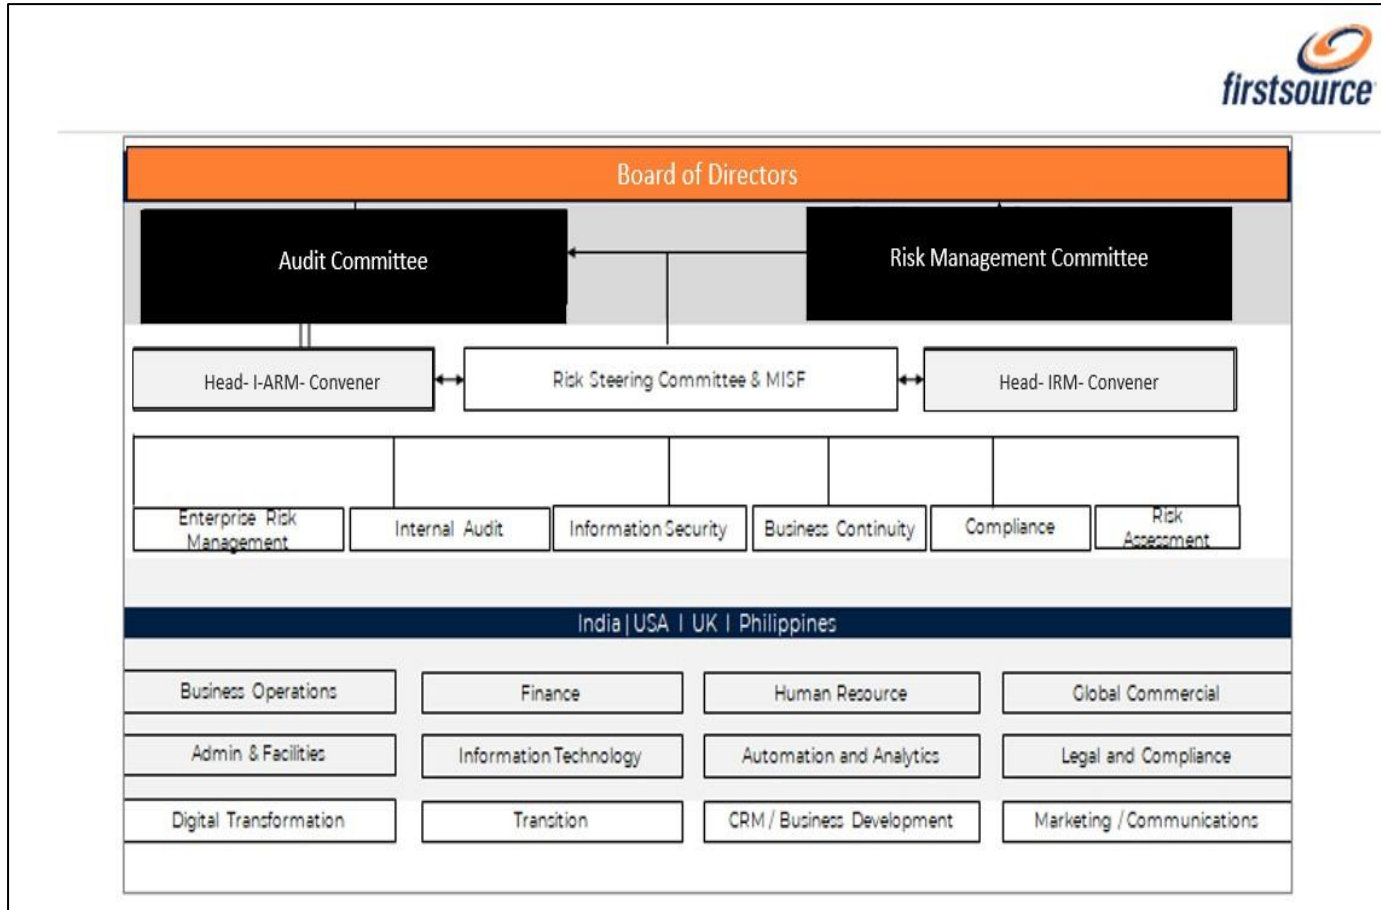 firstsource
Board of Directors
Audit Committee
Risk Management Committee
Head- I-ARM- Convener
Risk Steering Committee & MISF
Head- IRM- Convener
Enterprise Risk
Management
Internal Audit
Information Security
Business Continuity
Compliance
Risk
Assessment
India | USA I UK I Philippines
Business Operations
Finance
Human Resource
Global Commercial
Admin & Facilities
Information Technology
Automation and Analytics
Legal and Compliance
Digital Transformation
Transition
CRM / Business Development
Marketing / Communications